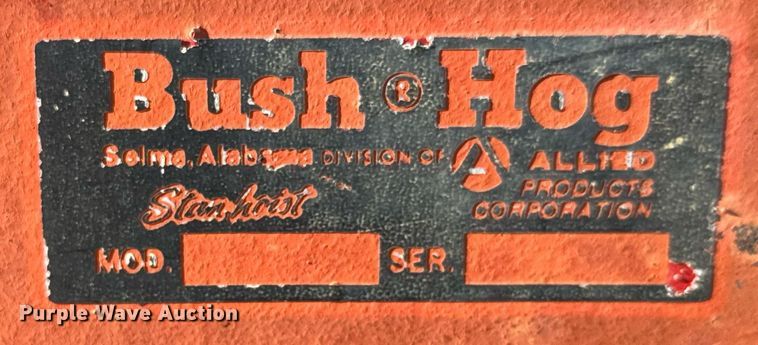 Bush ® Hog
Selma, Alabama DIVISION OF ALLIED
PRODUCTS
CORPORATION
Stan-hoist
MOD. SER.
Purple Wave Auction